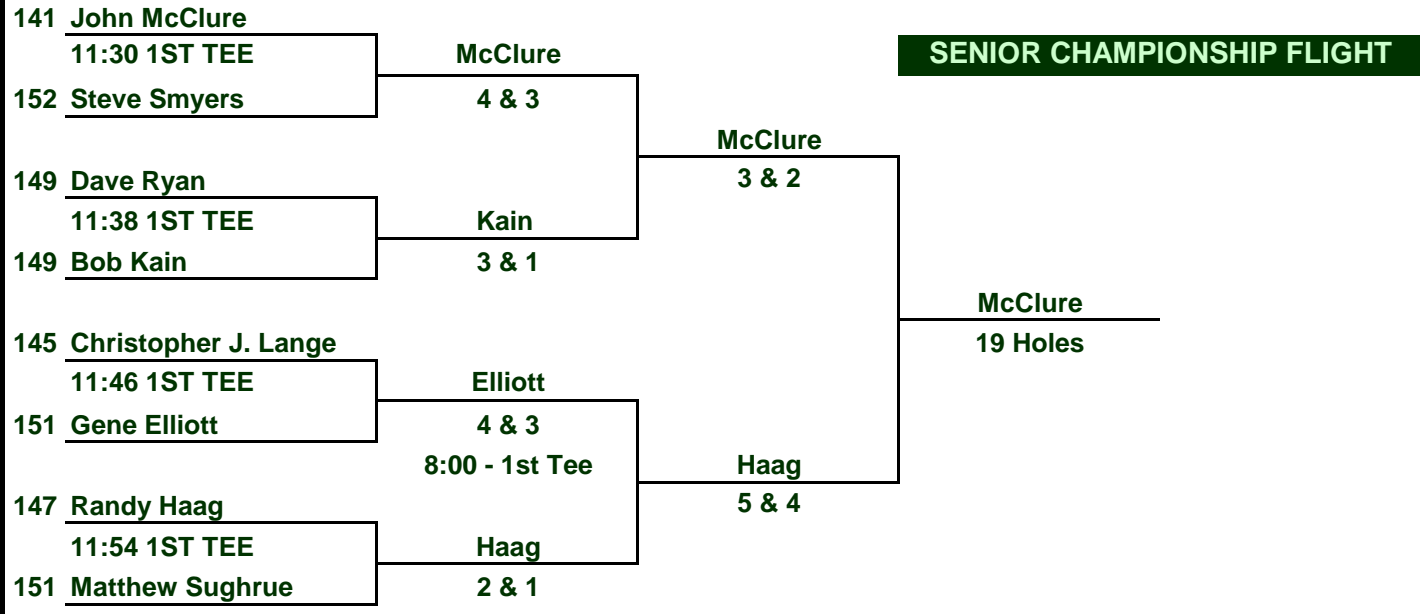 141 John McClure
11:30 1ST TEE
McClure
SENIOR CHAMPIONSHIP FLIGHT
152 Steve Smyers
4 & 3
McClure
149 Dave Ryan
3 & 2
11:38 1ST TEE
Kain
149 Bob Kain
3 & 1
McClure
145 Christopher J. Lange
19 Holes
11:46 1ST TEE
Elliott
151 Gene Elliott
4 & 3
8:00 - 1st Tee
Haag
147 Randy Haag
5 & 4
11:54 1ST TEE
Haag
151 Matthew Sughrue
2 & 1